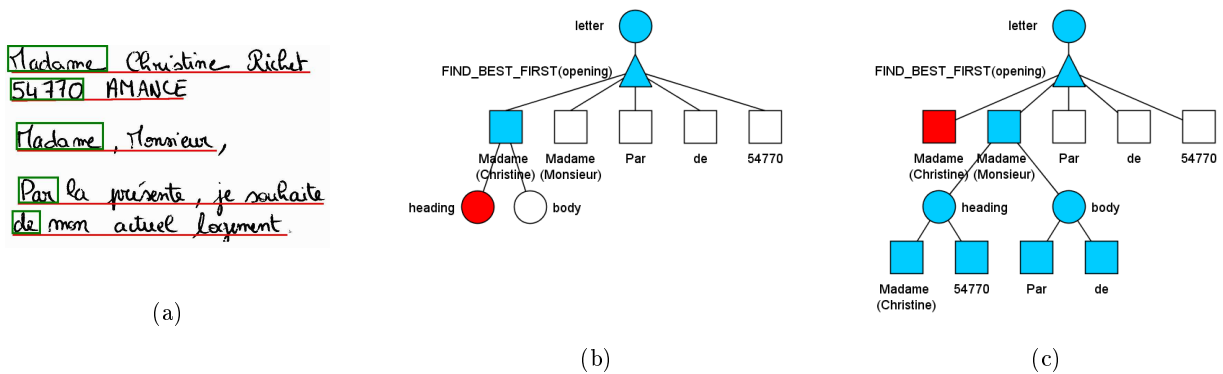 Madame Christine Richet
54770 AMANCE
Madame, Monsieur,
Par la présente, je souhaite
de mon actuel logement.
(a)
letter
FIND_BEST_FIRST(opening)
Madame (Christine)
Madame (Monsieur)
Par
de
54770
heading
body
(b)
letter
FIND_BEST_FIRST(opening)
Madame (Christine)
Madame (Monsieur)
Par
de
54770
heading
body
Madame (Christine)
54770
Par
de
(c)